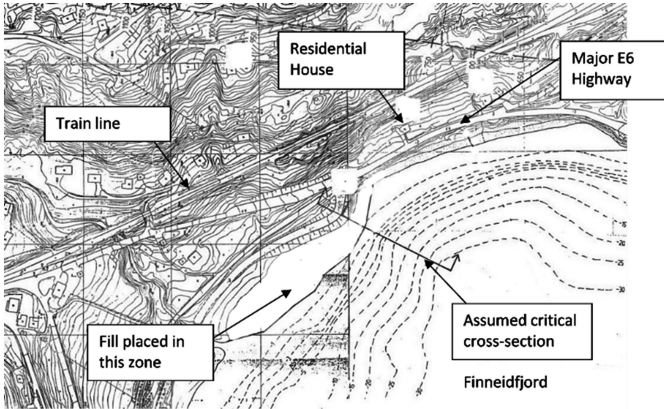 Residential
House
Major E6
Highway
Train line
Fill placed in
this zone
Assumed critical
cross-section
Finneidfjord
-15
-20
-25
-30